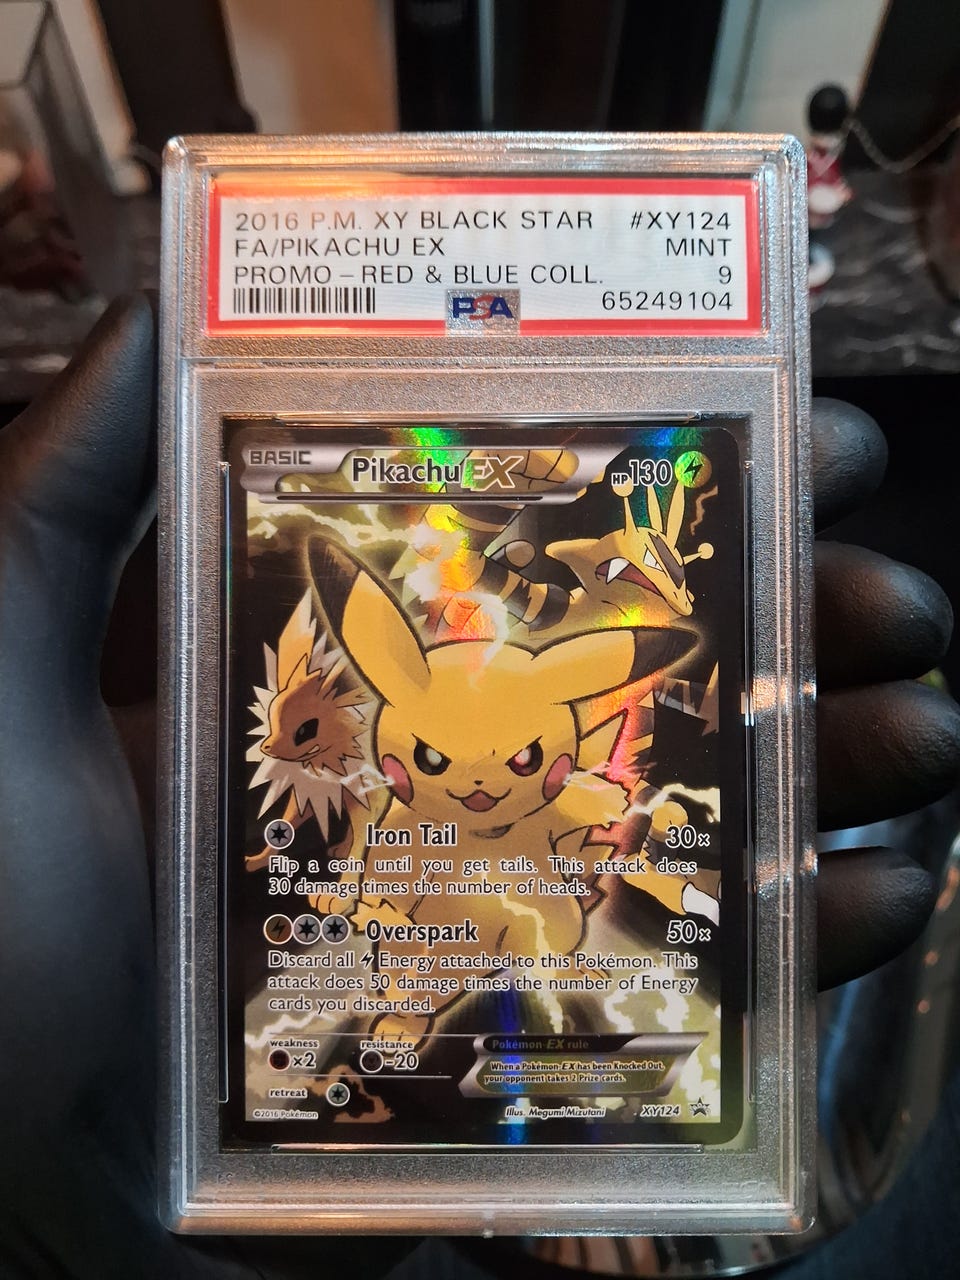 2016 P.M. XY BLACK STAR #XY124
FA/PIKACHU EX MINT
PROMO – RED & BLUE COLL. 9
PSA 65249104
BASIC Pikachu EX HP130
Iron Tail 30×
Flip a coin until you get tails. This attack does
30 damage times the number of heads.
Overspark 50×
Discard all Energy attached to this Pokémon. This
attack does 50 damage times the number of Energy
cards you discarded.
weakness resistance
×2 -20
Pokémon-EX rule
When a Pokémon-EX has been Knocked Out,
your opponent takes 2 Prize cards.
retreat
©2016 Pokémon Illus. Megumi Mizutani XY124